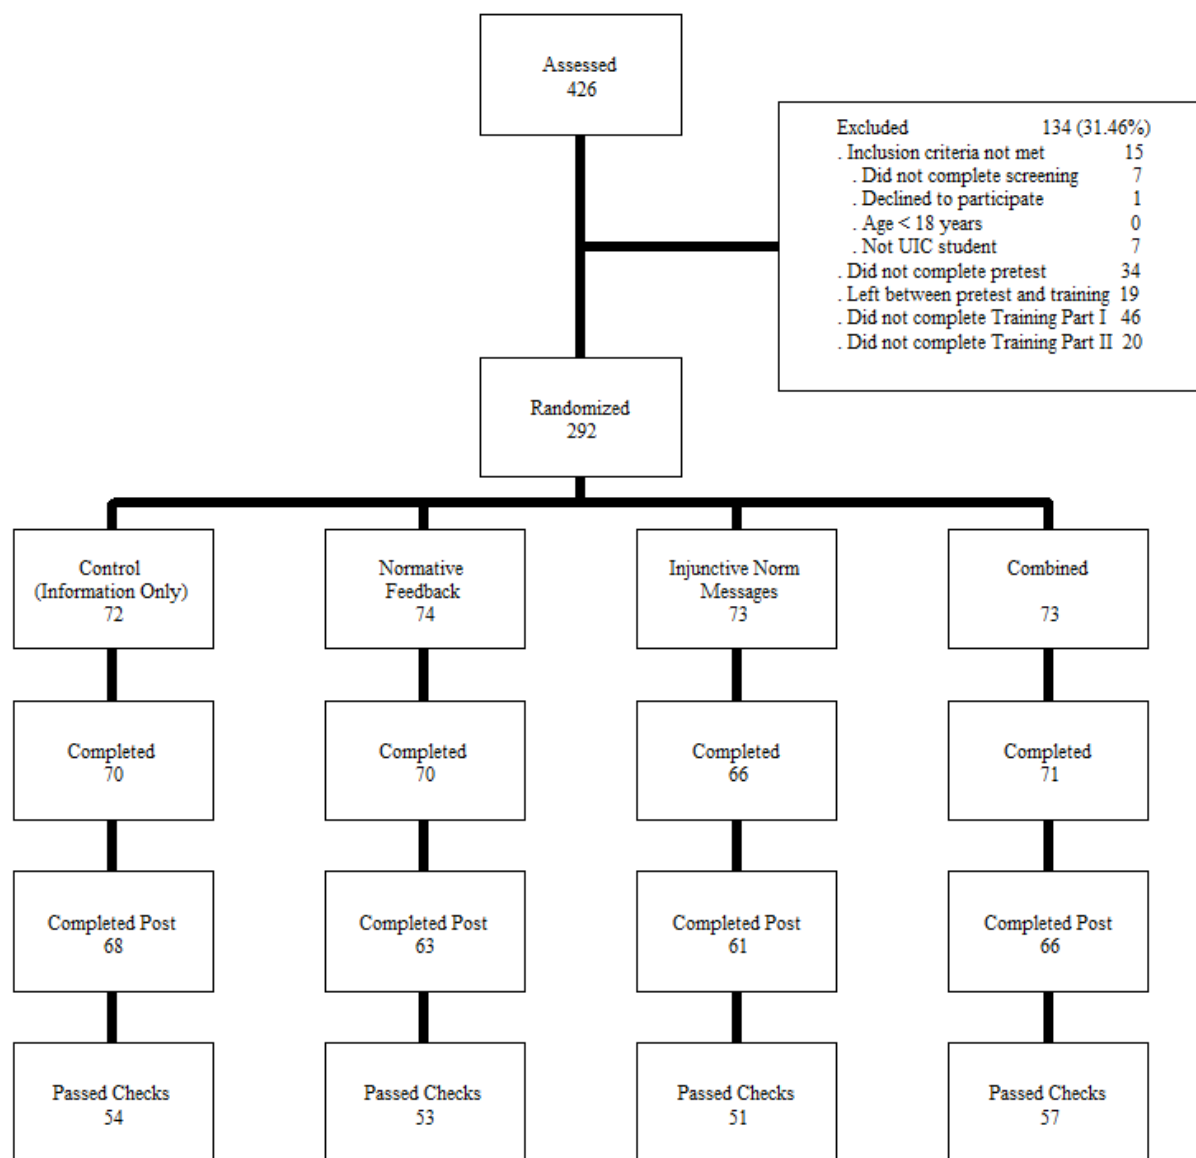 Assessed
426
Excluded 134 (31.46%)
. Inclusion criteria not met 15
. Did not complete screening 7
. Declined to participate 1
. Age < 18 years 0
. Not UIC student 7
. Did not complete pretest 34
. Left between pretest and training 19
. Did not complete Training Part I 46
. Did not complete Training Part II 20
Randomized
292
Control
(Information Only)
72
Normative
Feedback
74
Injunctive Norm
Messages
73
Combined
73
Completed
70
Completed
70
Completed
66
Completed
71
Completed Post
68
Completed Post
63
Completed Post
61
Completed Post
66
Passed Checks
54
Passed Checks
53
Passed Checks
51
Passed Checks
57